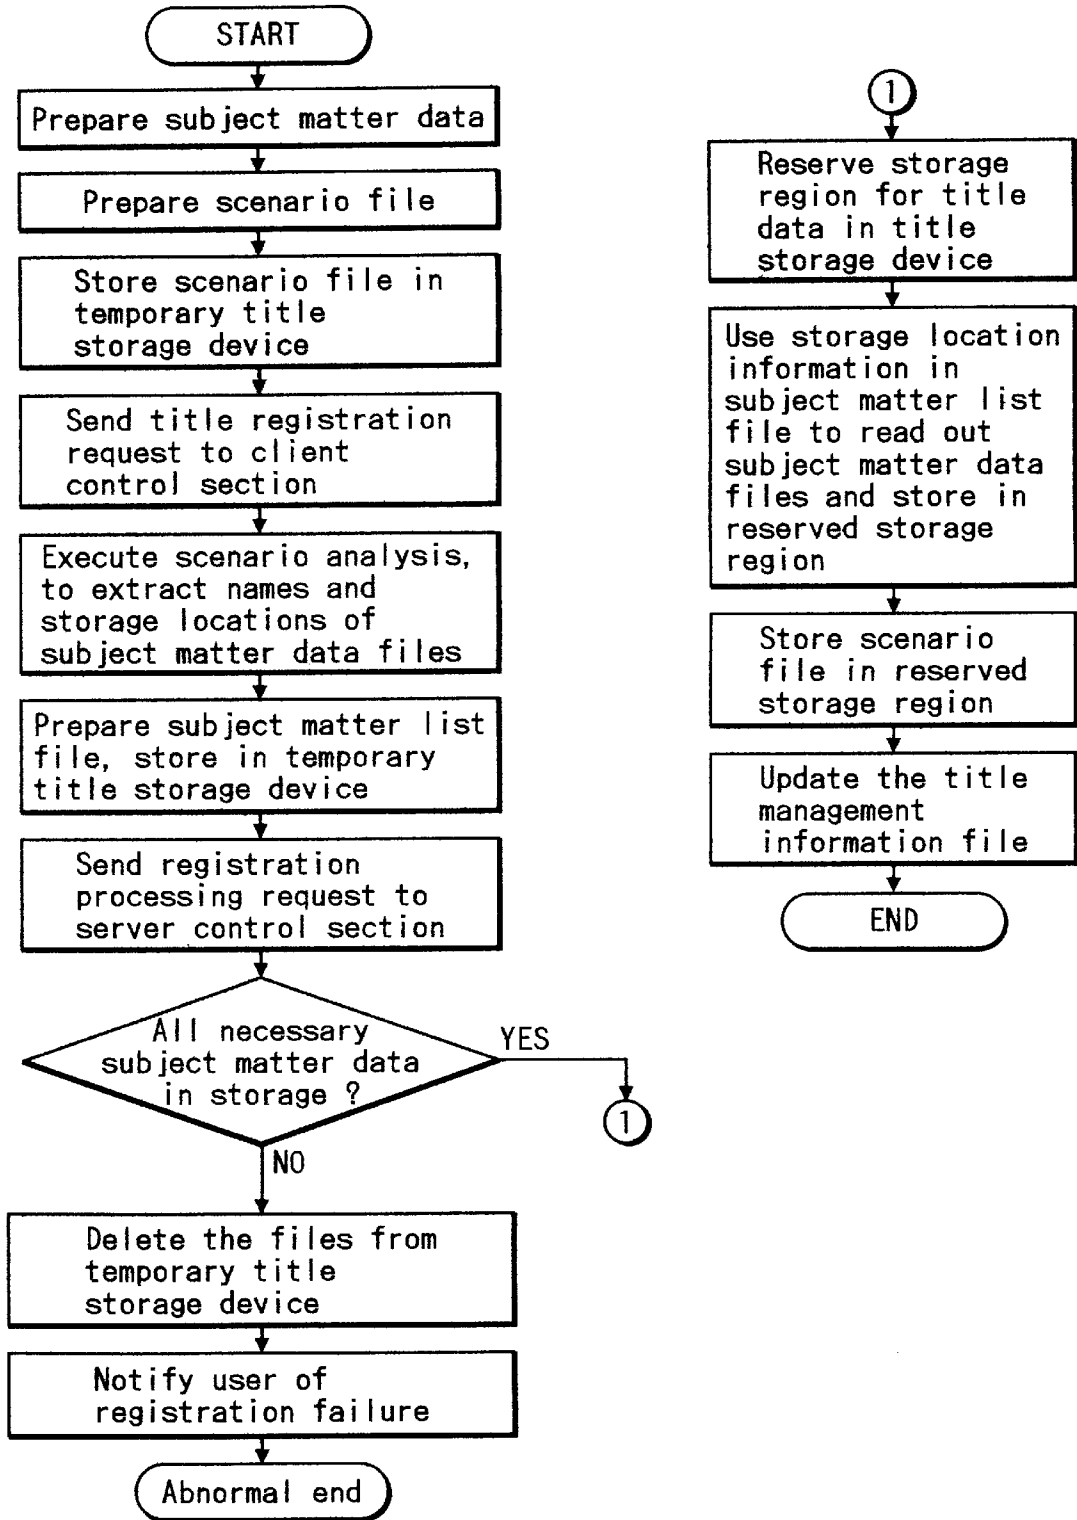 START
Prepare subject matter data
Prepare scenario file
Store scenario file in
temporary title
storage device
Send title registration
request to client
control section
Execute scenario analysis,
to extract names and
storage locations of
subject matter data files
Prepare subject matter list
file, store in temporary
title storage device
Send registration
processing request to
server control section
All necessary
subject matter data
in storage ?
YES
1
NO
Delete the files from
temporary title
storage device
Notify user of
registration failure
Abnormal end
1
Reserve storage
region for title
data in title
storage device
Use storage location
information in
subject matter list
file to read out
subject matter data
files and store in
reserved storage
region
Store scenario
file in reserved
storage region
Update the title
management
information file
END